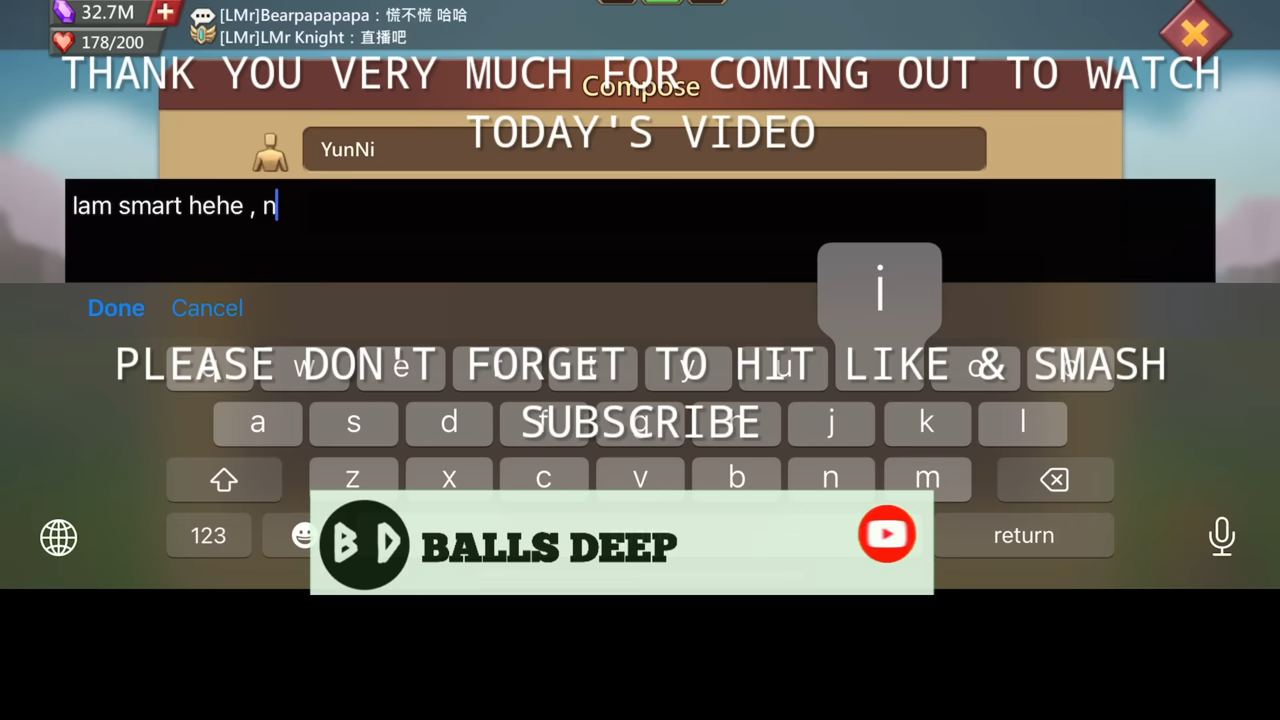 32.7M
[LMr]Bearpapapapa : 慌不慌 哈哈
178/200
[LMr]LMr Knight : 直播吧
THANK YOU VERY MUCH FOR COMING OUT TO WATCH
Compose
TODAY'S VIDEO
YunNi
Iam smart hehe , n
i
Done Cancel
PLEASE DON'T FORGET TO HIT LIKE & SMASH
q w e r t y u o p
SUBSCRIBE
a s d f g h j k l
z x c v b n m
123
return
BD BALLS DEEP